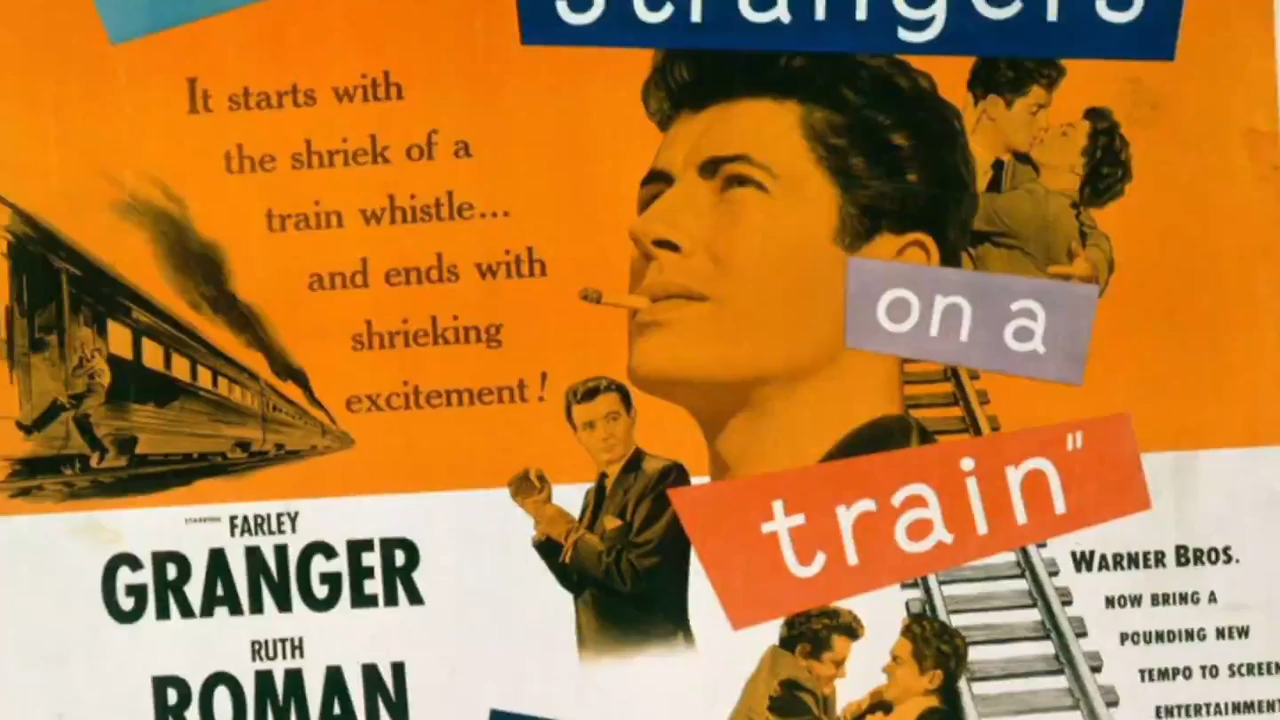 strangers
It starts with
the shriek of a
train whistle...
and ends with
shrieking
excitement!
on a
train"
STARRING FARLEY
GRANGER
RUTH
ROMAN
WARNER BROS.
NOW BRING A
POUNDING NEW
TEMPO TO SCREEN
ENTERTAINMENT